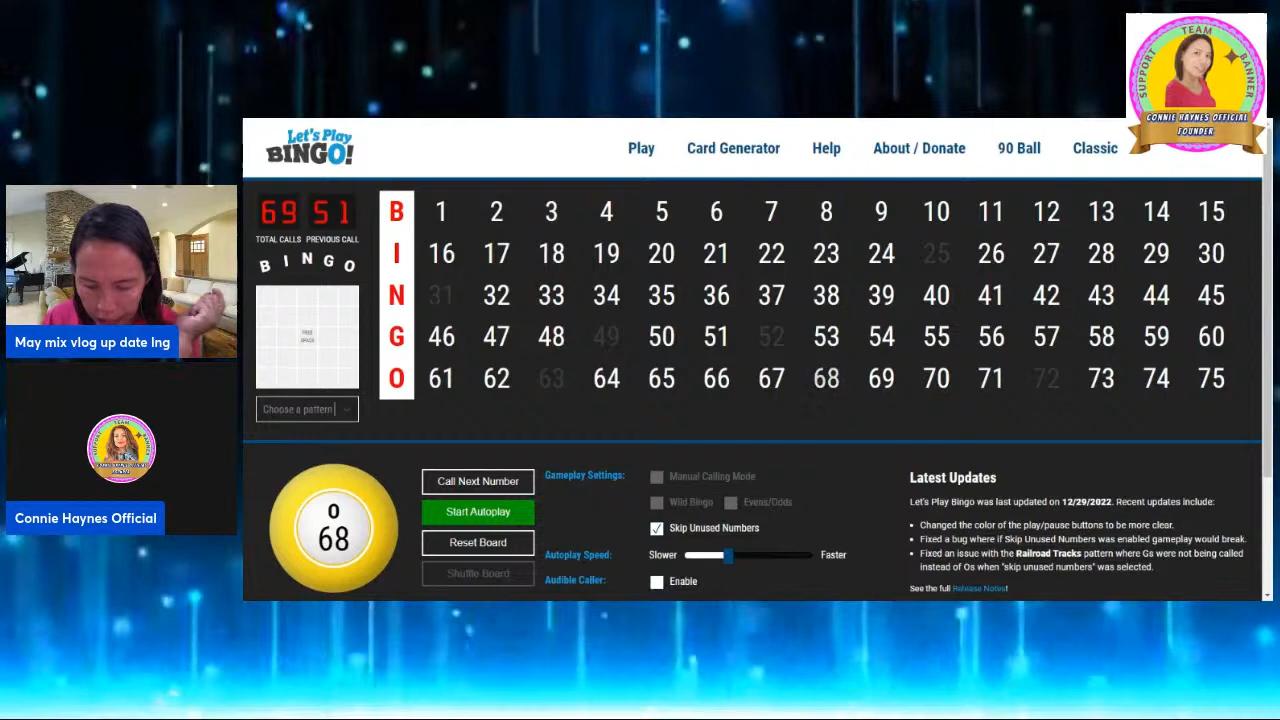 SUPPORT TEAM BANNER
CONNIE HAYNES OFFICIAL
FOUNDER
Let's Play
BINGO!
Play Card Generator Help About / Donate 90 Ball Classic
69 51
TOTAL CALLS PREVIOUS CALL
B I N G O
FREE
SPACE
Choose a pattern
B 1 2 3 4 5 6 7 8 9 10 11 12 13 14 15
I 16 17 18 19 20 21 22 23 24 25 26 27 28 29 30
N 31 32 33 34 35 36 37 38 39 40 41 42 43 44 45
G 46 47 48 49 50 51 52 53 54 55 56 57 58 59 60
O 61 62 63 64 65 66 67 68 69 70 71 72 73 74 75
May mix vlog up date lng
Connie Haynes Official
O
68
Call Next Number
Start Autoplay
Reset Board
Shuffle Board
Gameplay Settings:
Manual Calling Mode
Wild Bingo Evens/Odds
Skip Unused Numbers
Autoplay Speed: Slower Faster
Audible Caller: Enable
Latest Updates
Let's Play Bingo was last updated on 12/29/2022. Recent updates include:
Changed the color of the play/pause buttons to be more clear.
Fixed a bug where if Skip Unused Numbers was enabled gameplay would break.
Fixed an issue with the Railroad Tracks pattern where Gs were not being called
instead of Os when "skip unused numbers" was selected.
See the full Release Notes!